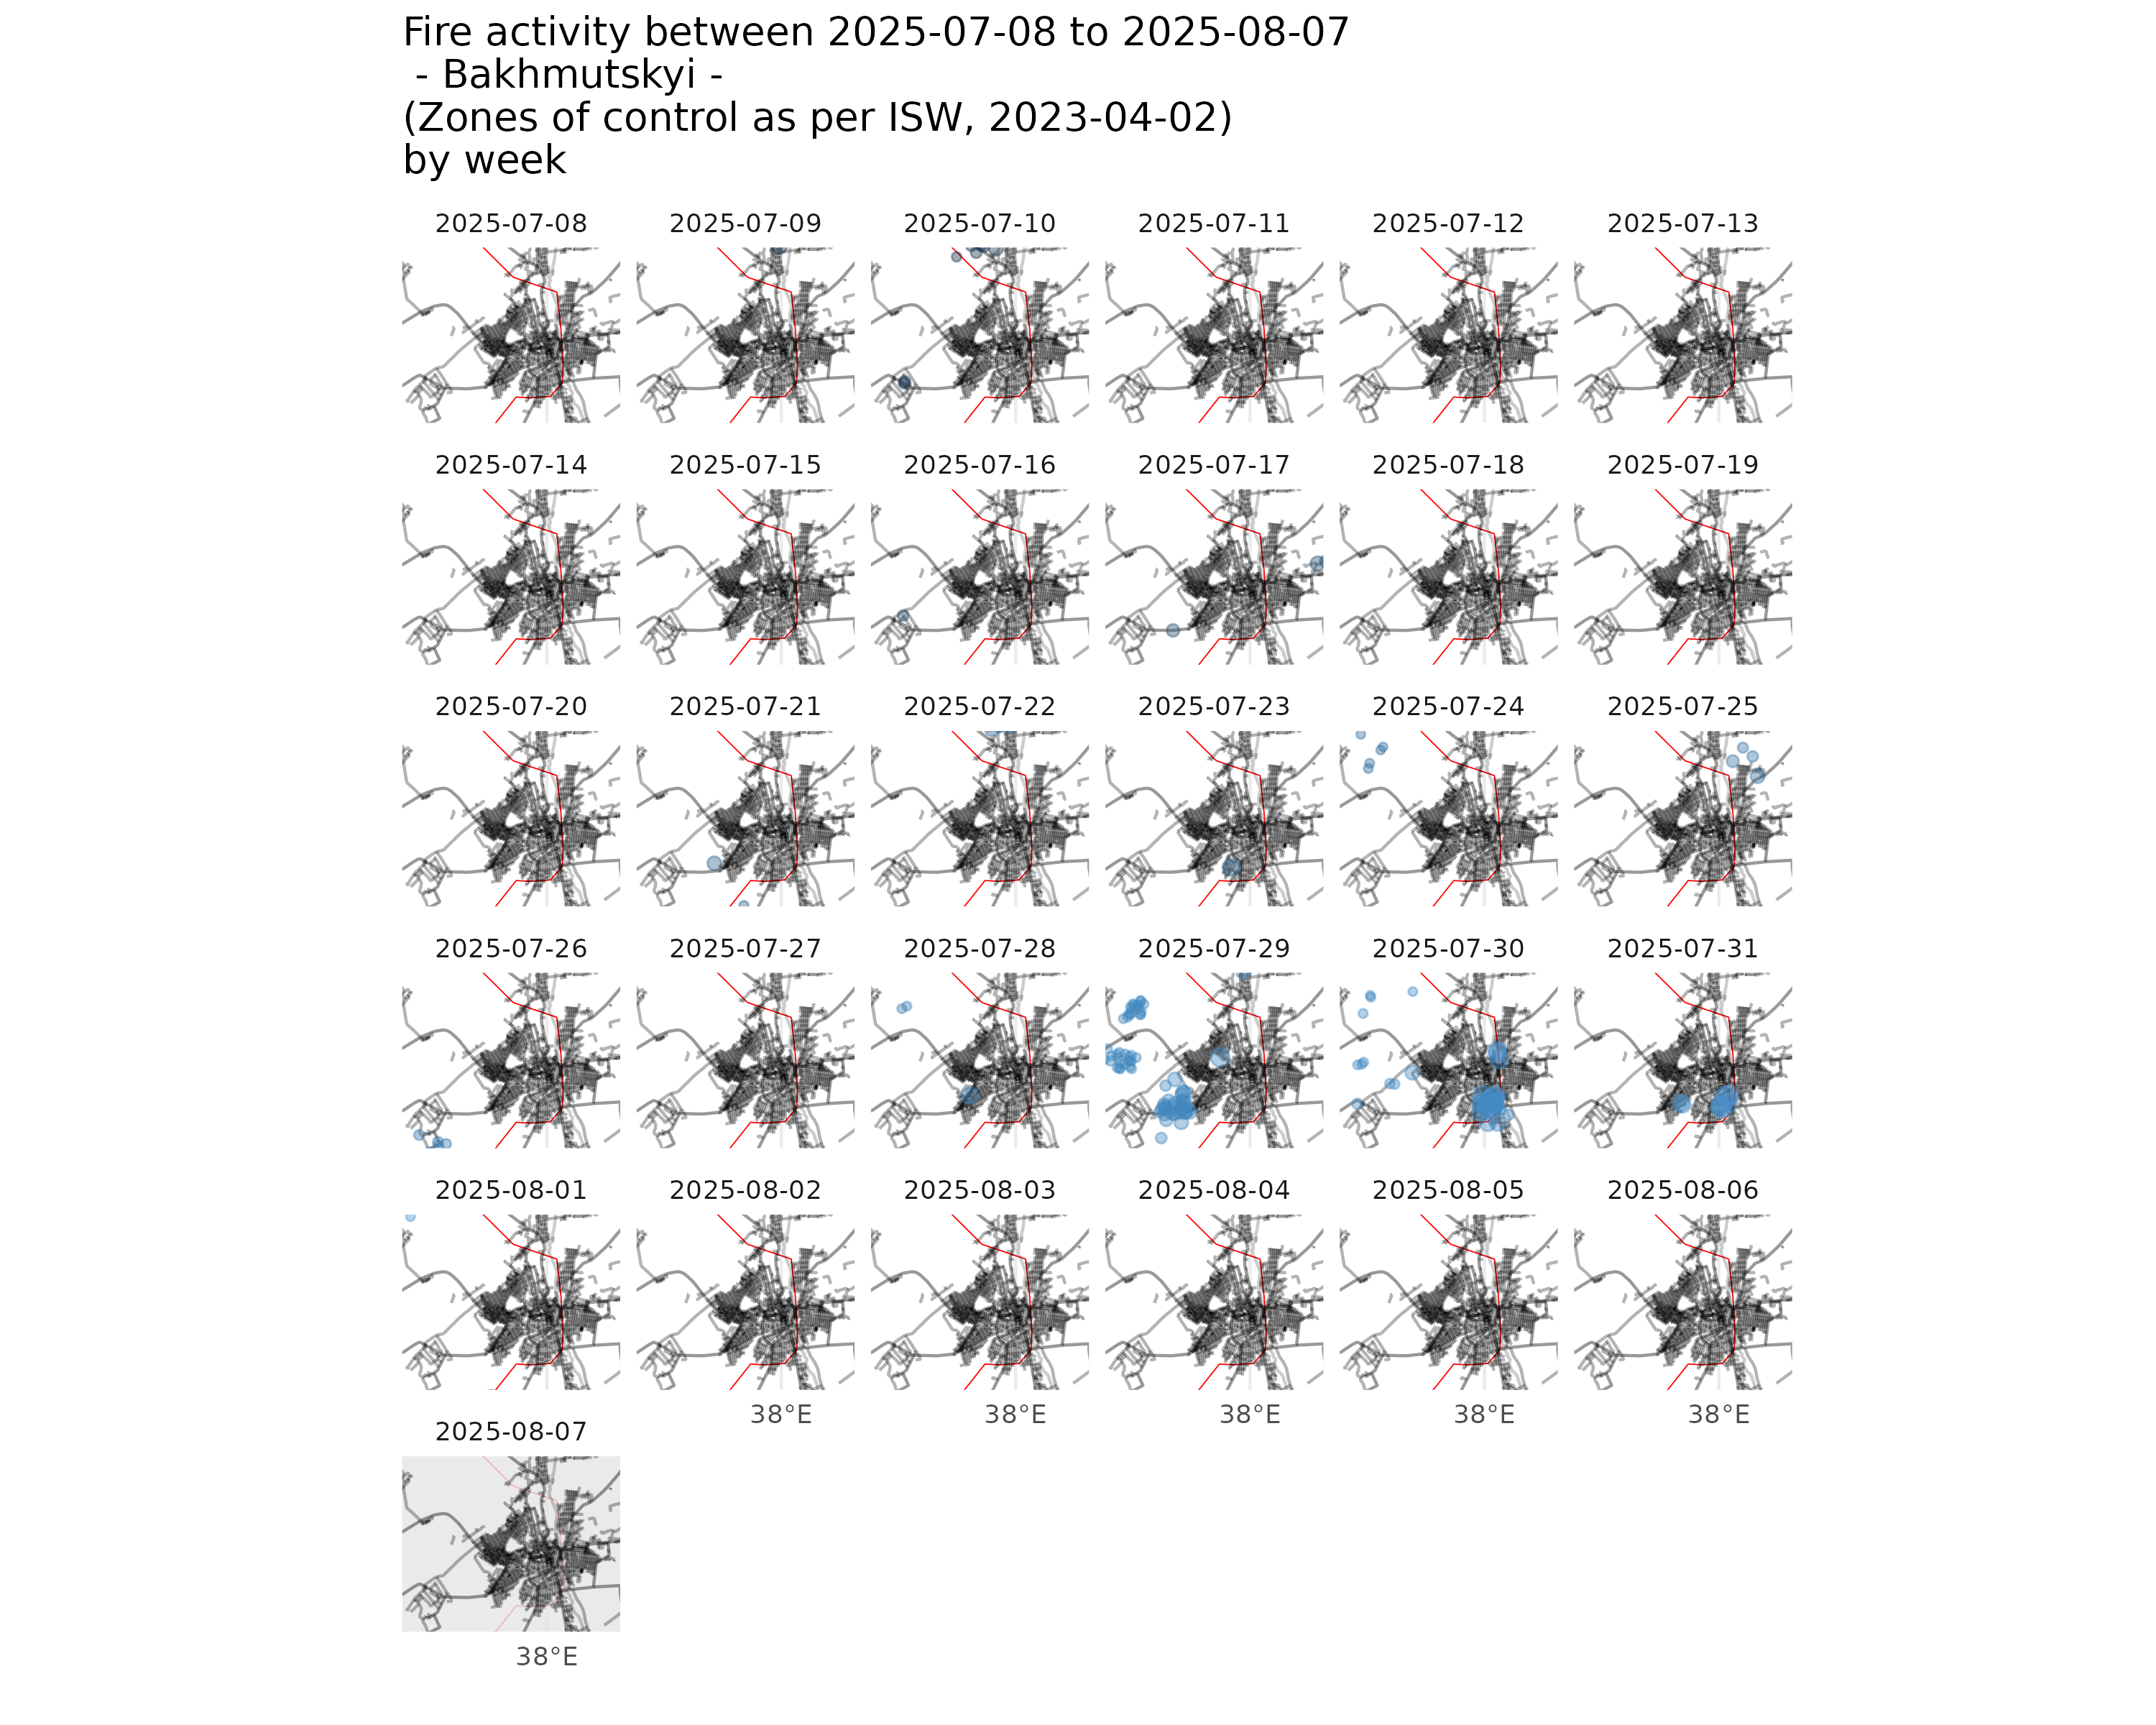 Fire activity between 2025-07-08 to 2025-08-07
- Bakhmutskyi -
(Zones of control as per ISW, 2023-04-02)
by week
2025-07-08 2025-07-09 2025-07-10 2025-07-11 2025-07-12 2025-07-13
2025-07-14 2025-07-15 2025-07-16 2025-07-17 2025-07-18 2025-07-19
2025-07-20 2025-07-21 2025-07-22 2025-07-23 2025-07-24 2025-07-25
2025-07-26 2025-07-27 2025-07-28 2025-07-29 2025-07-30 2025-07-31
2025-08-01 2025-08-02 2025-08-03 2025-08-04 2025-08-05 2025-08-06
38°E 38°E 38°E 38°E 38°E
2025-08-07
38°E